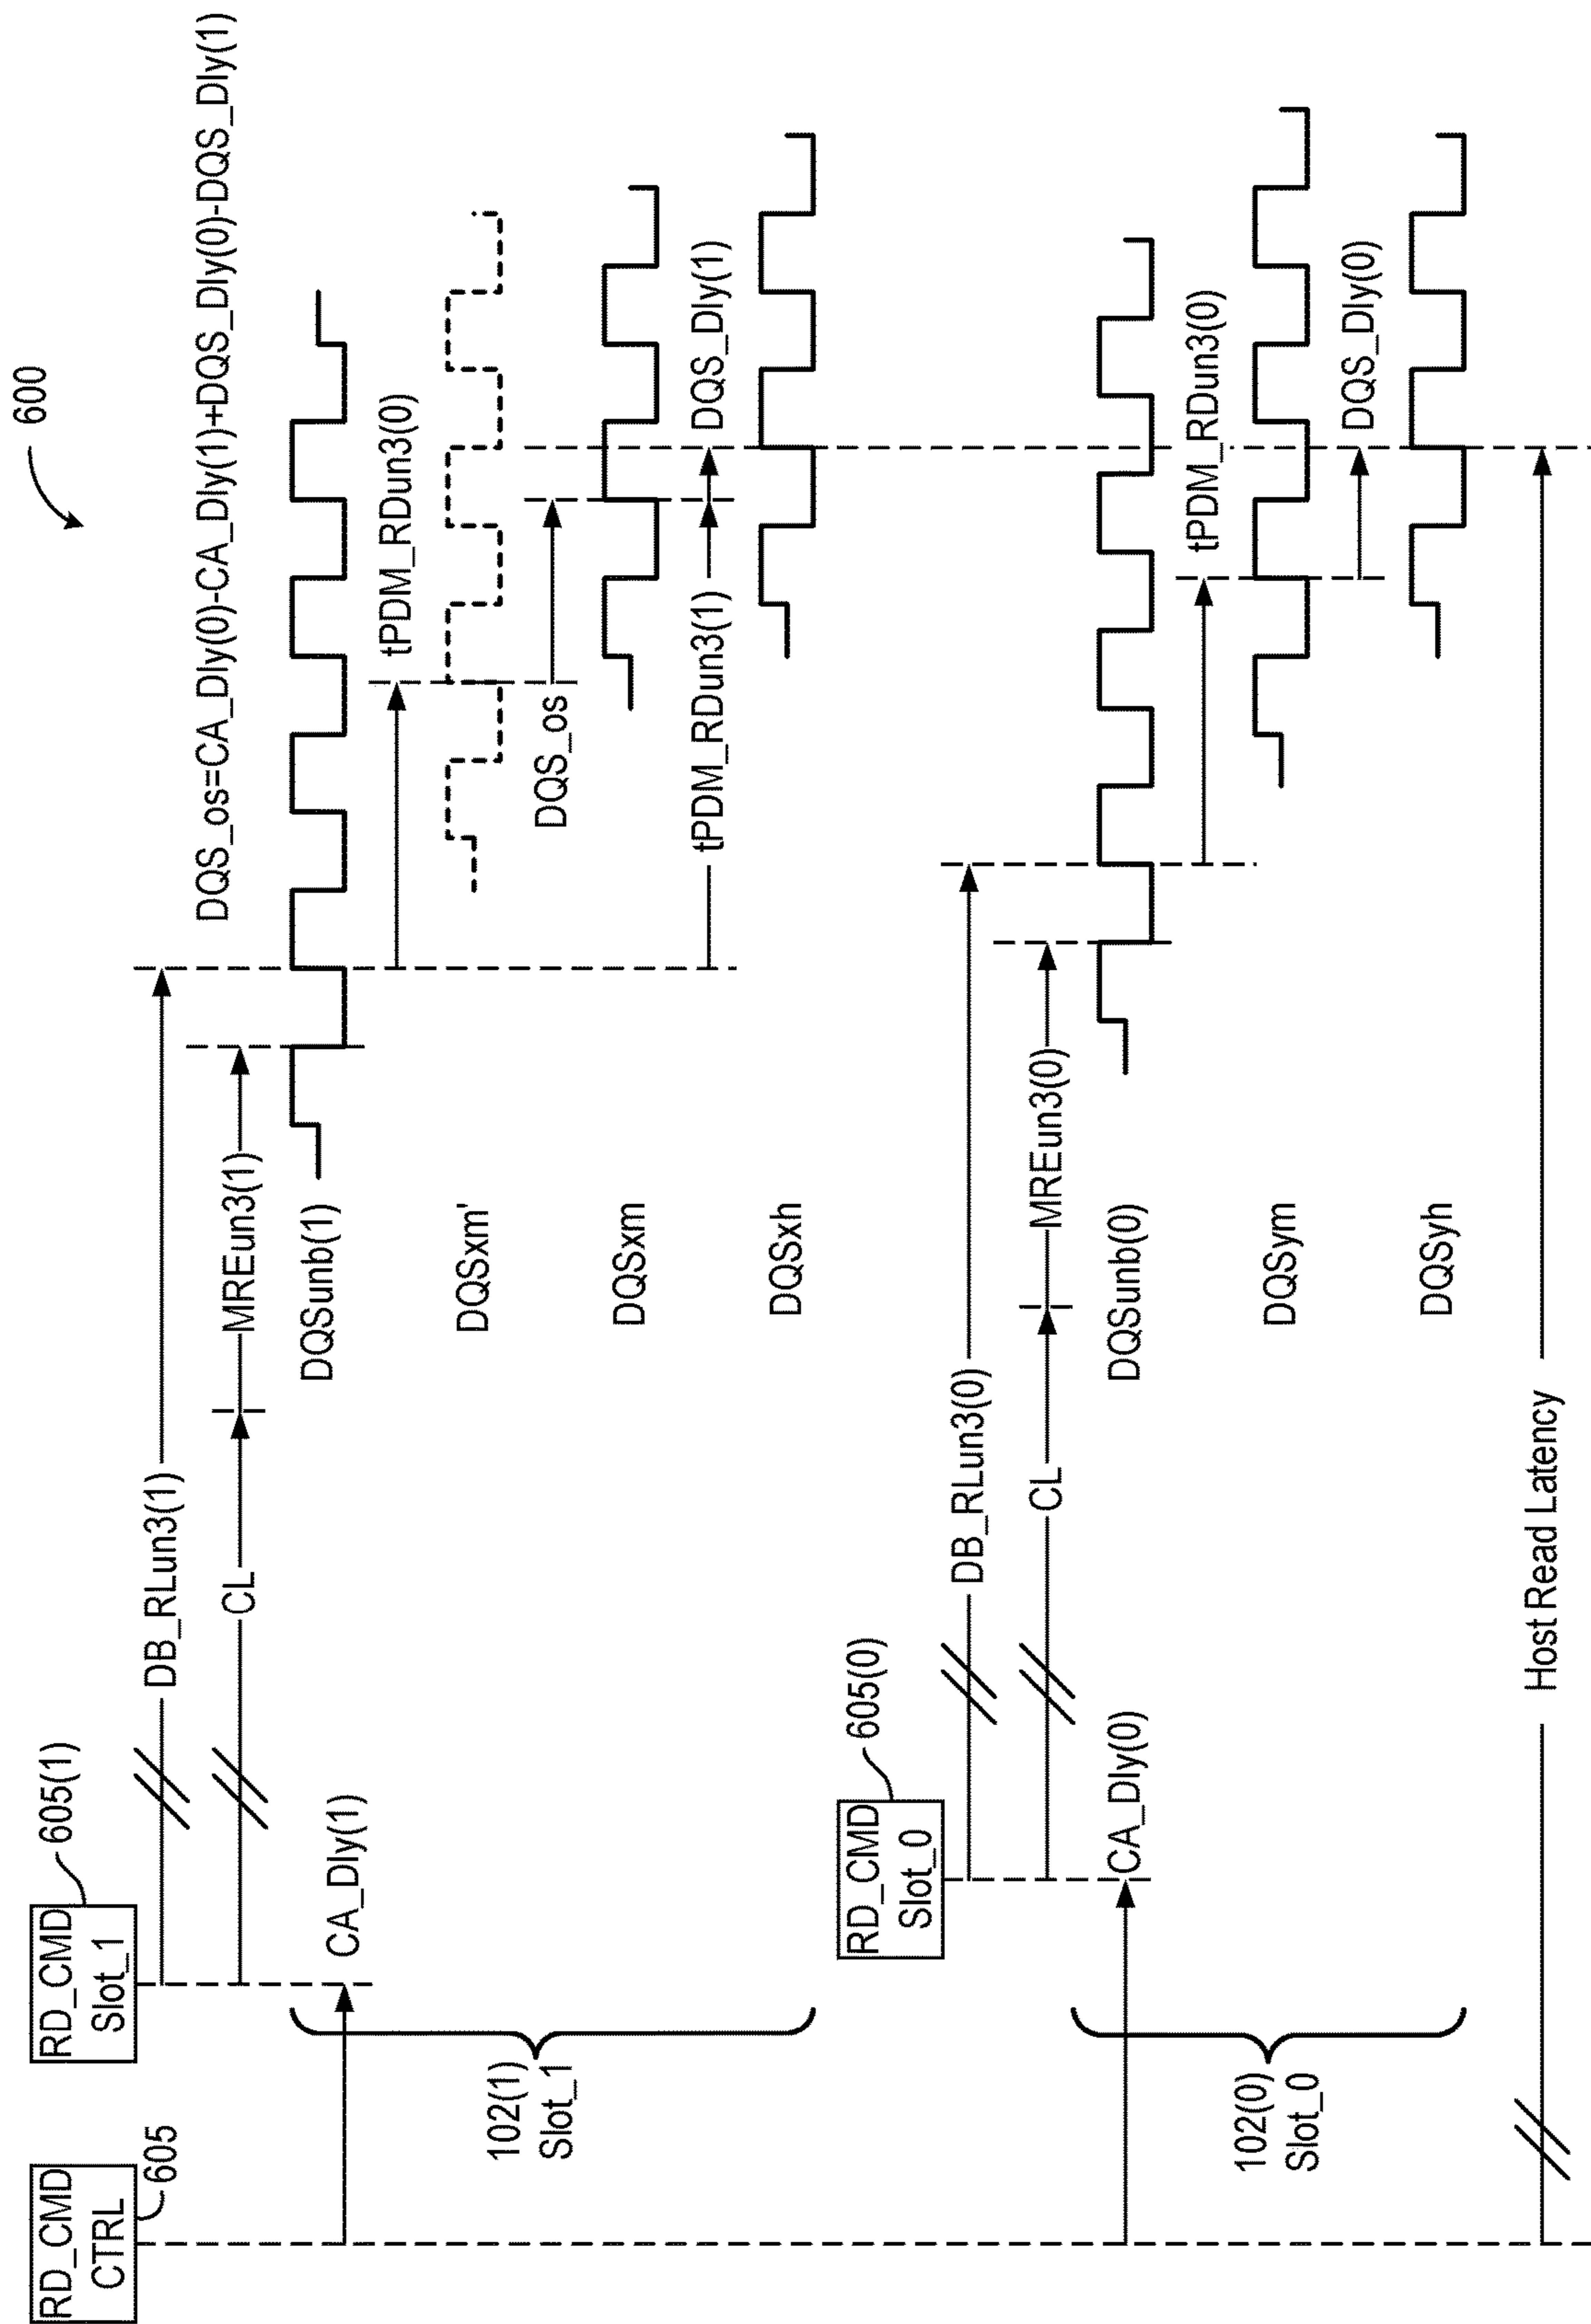 600
DQS_os=CA_Dly(0)-CA_Dly(1)+DQS_Dly(0)-DQS_Dly(1)
RD_CMD
CTRL
605
RD_CMD
Slot_1
605(1)
DB_RLun3(1)
CL
MREun3(1)
CA_Dly(1)
102(1)
Slot_1
DQSunb(1)
tPDM_RDun3(0)
DQSxm'
DQS_os
DQSxm
tPDM_RDun3(1)
DQS_Dly(1)
DQSxh
RD_CMD
Slot_0
605(0)
DB_RLun3(0)
CL
MREun3(0)
CA_Dly(0)
102(0)
Slot_0
DQSunb(0)
tPDM_RDun3(0)
DQSym
DQS_Dly(0)
DQSyh
Host Read Latency